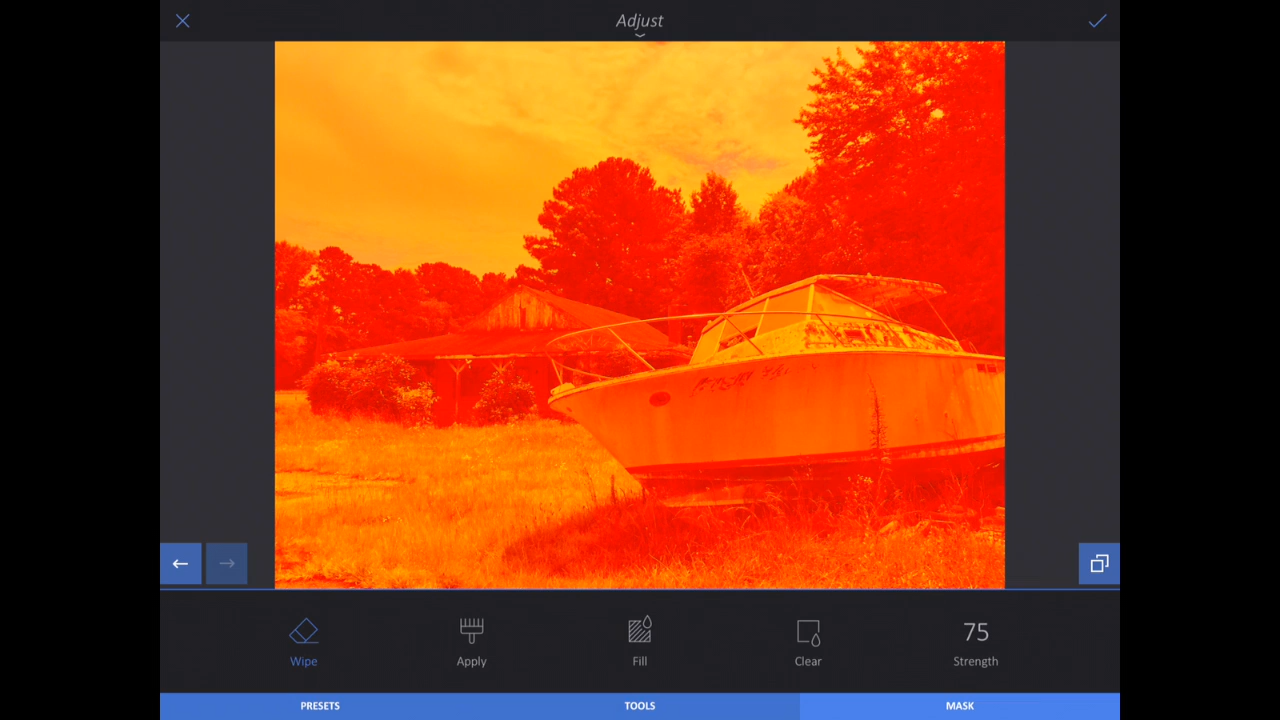 Adjust
75
Wipe
Apply
Fill
Clear
Strength
PRESETS
TOOLS
MASK